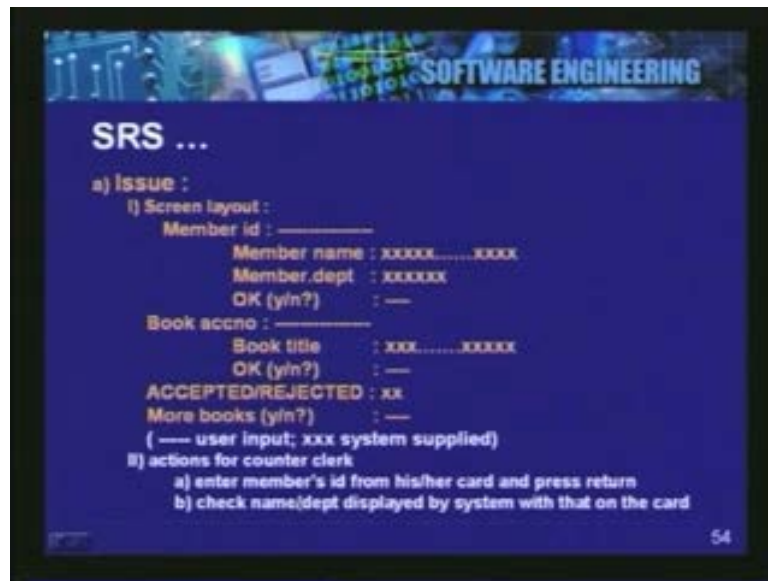 SOFTWARE ENGINEERING
SRS ...
a) Issue :
I) Screen layout :
Member id : ---------------
Member name : xxxxx......xxxx
Member.dept : xxxxxx
OK (y/n?) : ----
Book accno : ---------------
Book title : xxx.......xxxxx
OK (y/n?) : ----
ACCEPTED/REJECTED : xx
More books (y/n?) : ----
( ----- user input; xxx system supplied)
II) actions for counter clerk
a) enter member's id from his/her card and press return
b) check name/dept displayed by system with that on the card
54